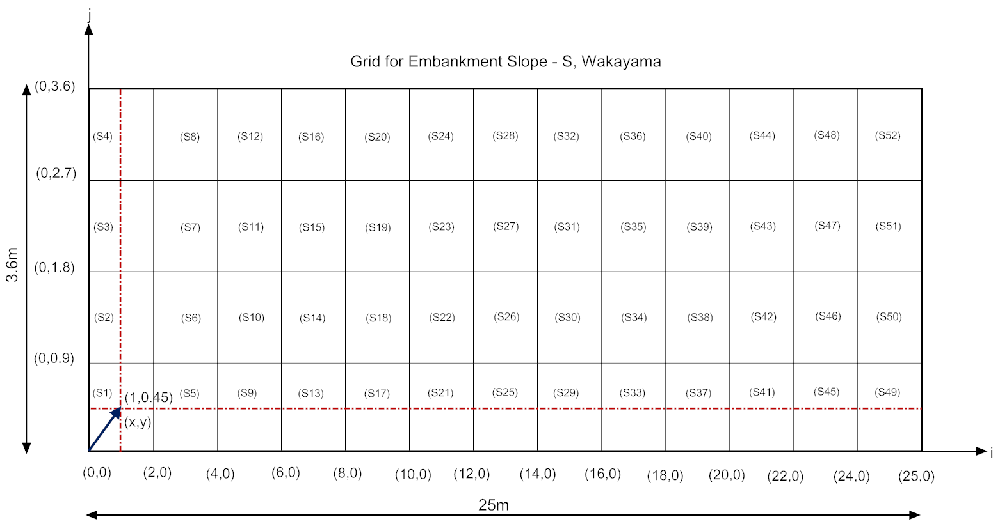 j
Grid for Embankment Slope - S, Wakayama
(0,3.6)
(S4) (S8) (S12) (S16) (S20) (S24) (S28) (S32) (S36) (S40) (S44) (S48) (S52)
(0,2.7)
(S3) (S7) (S11) (S15) (S19) (S23) (S27) (S31) (S35) (S39) (S43) (S47) (S51)
3.6m
(0,1.8)
(S2) (S6) (S10) (S14) (S18) (S22) (S26) (S30) (S34) (S38) (S42) (S46) (S50)
(0,0.9)
(S1) (1,0.45) (S5) (S9) (S13) (S17) (S21) (S25) (S29) (S33) (S37) (S41) (S45) (S49)
(x,y)
i
(0,0) (2,0) (4,0) (6,0) (8,0) (10,0) (12,0) (14,0) (16,0) (18,0) (20,0) (22,0) (24,0) (25,0)
25m